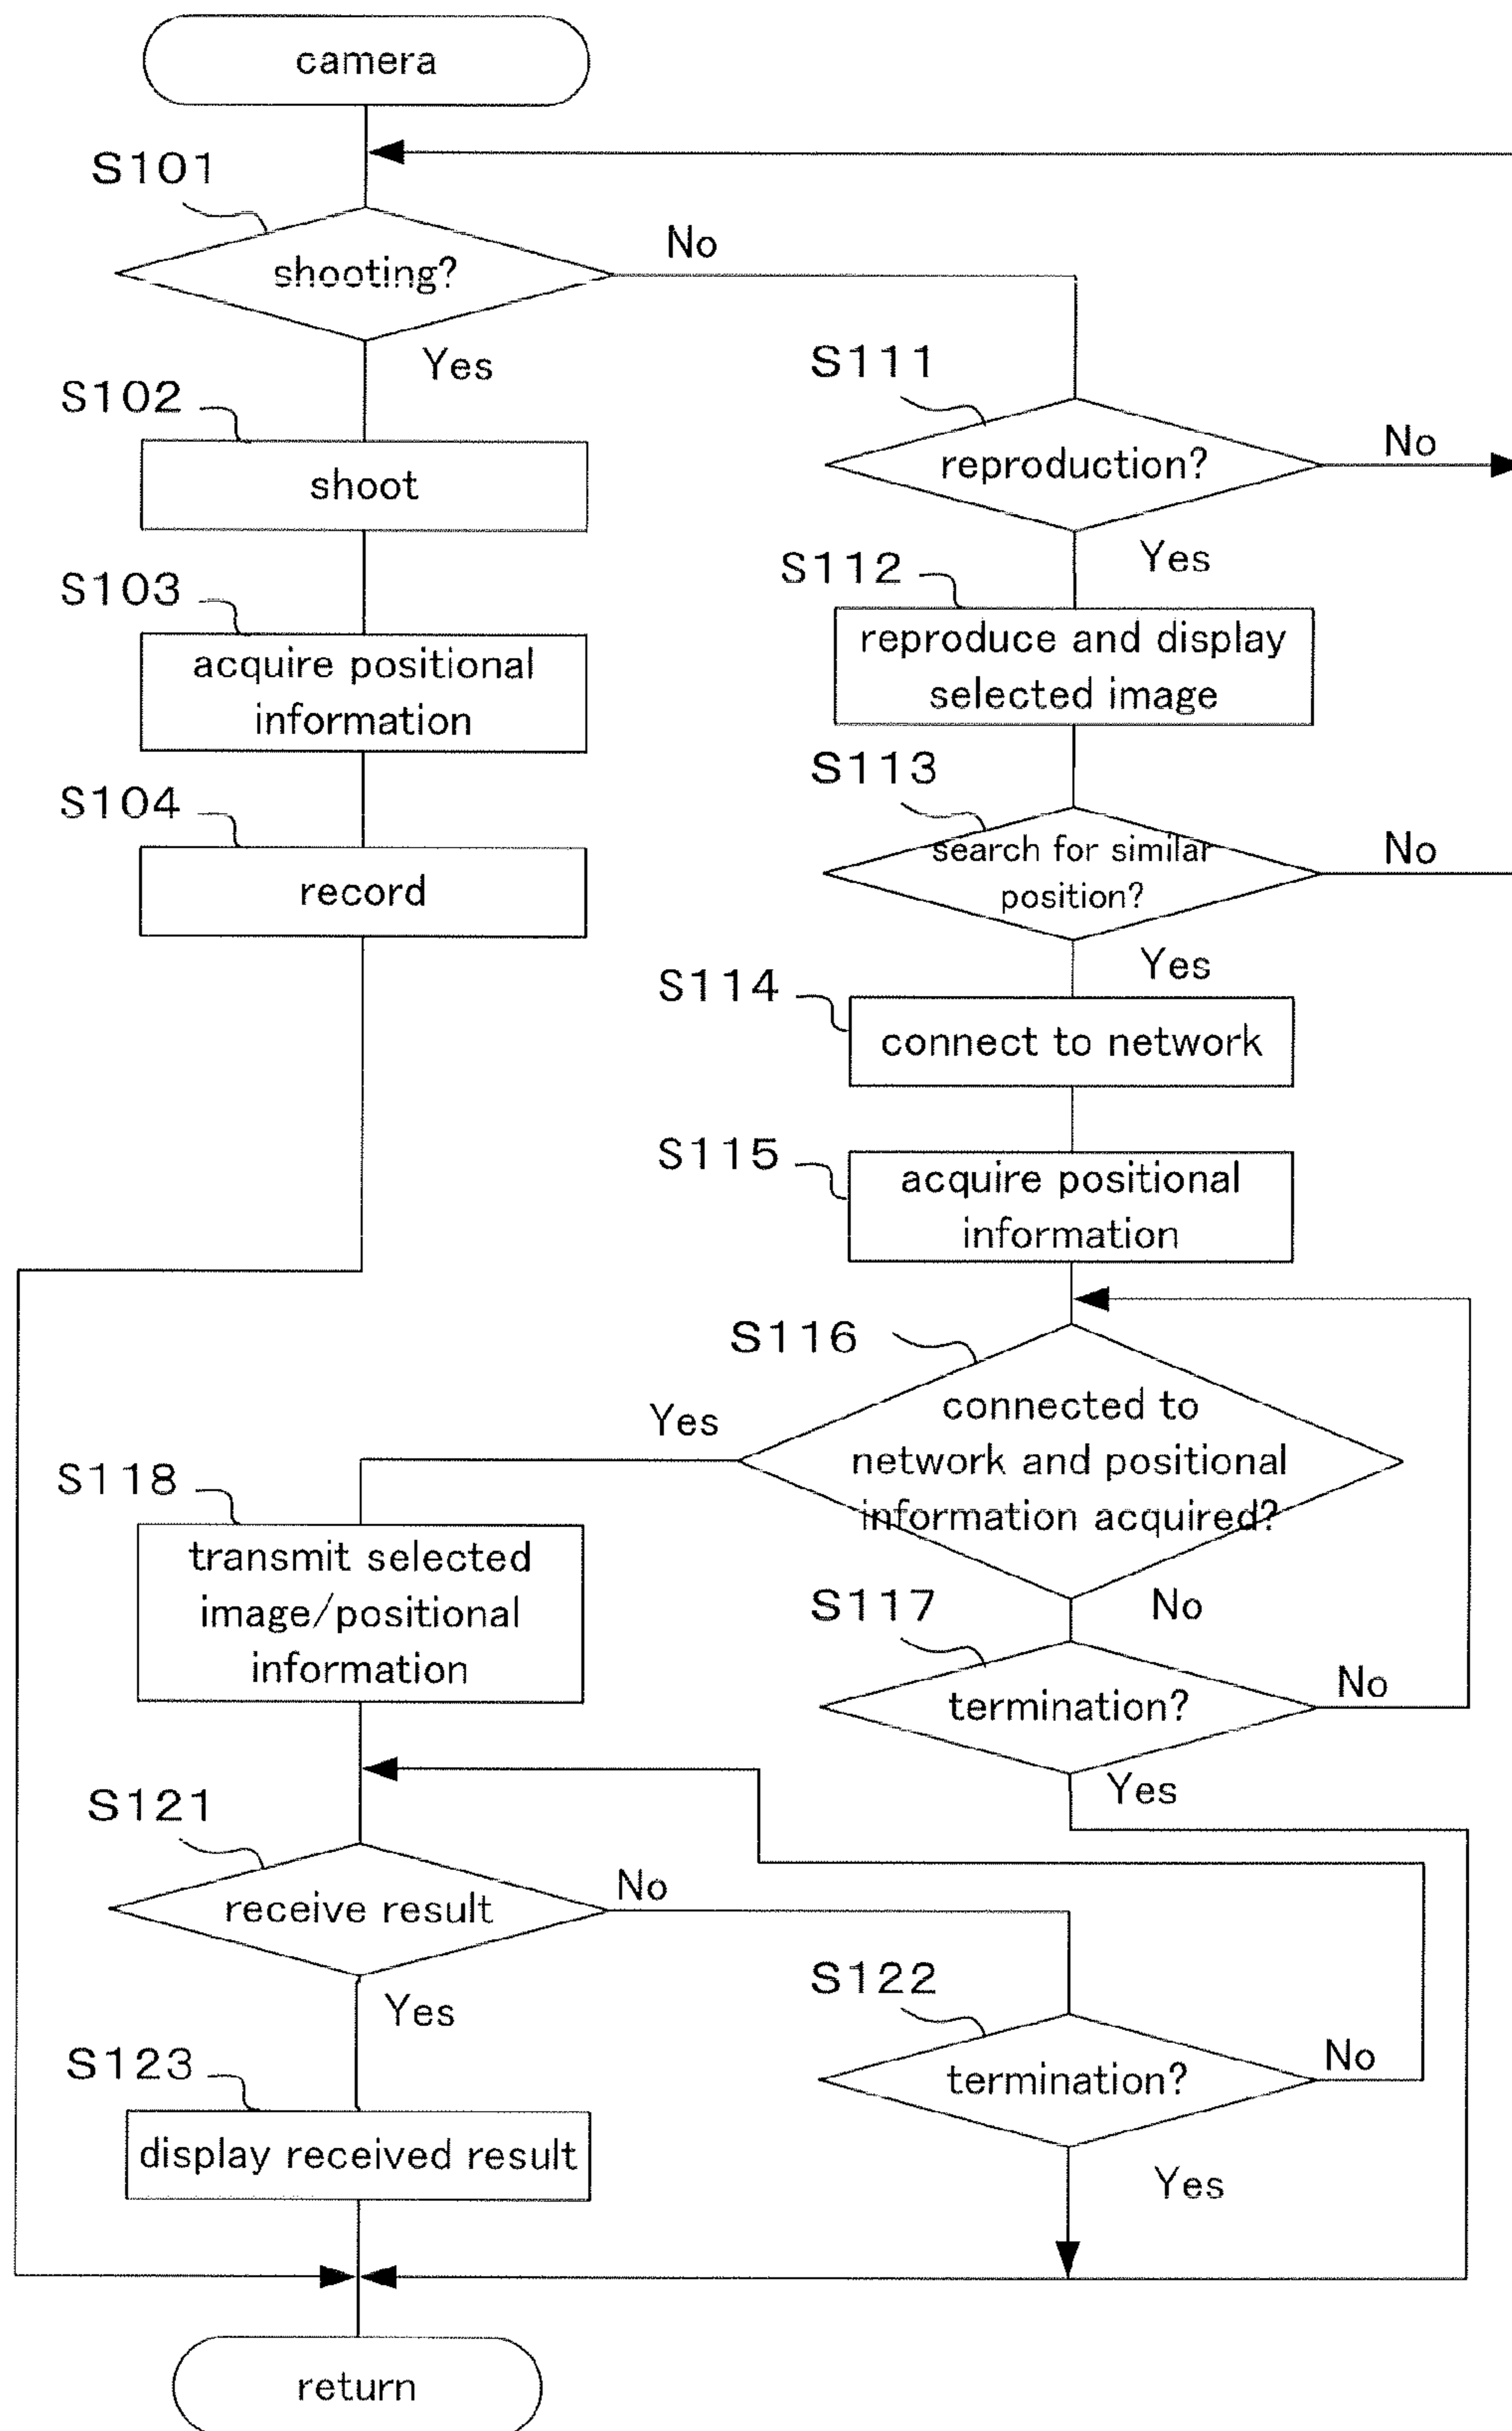 camera
S101
shooting?
No
Yes
S102
shoot
S103
acquire positional
information
S104
record
S111
reproduction?
No
Yes
S112
reproduce and display
selected image
S113
search for similar
position?
No
Yes
S114
connect to network
S115
acquire positional
information
S116
connected to
network and positional
information acquired?
Yes
No
S117
termination?
No
Yes
S118
transmit selected
image/positional
information
S121
receive result
No
Yes
S122
termination?
No
Yes
S123
display received result
return